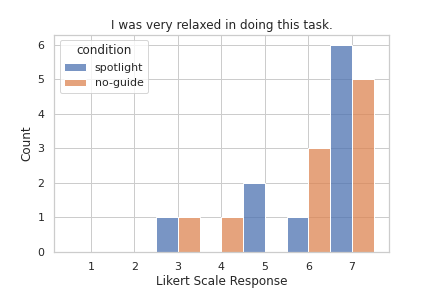 I was very relaxed in doing this task.
condition
spotlight
no-guide
6
5
4
3
2
1
0
Count
1 2 3 4 5 6 7
Likert Scale Response